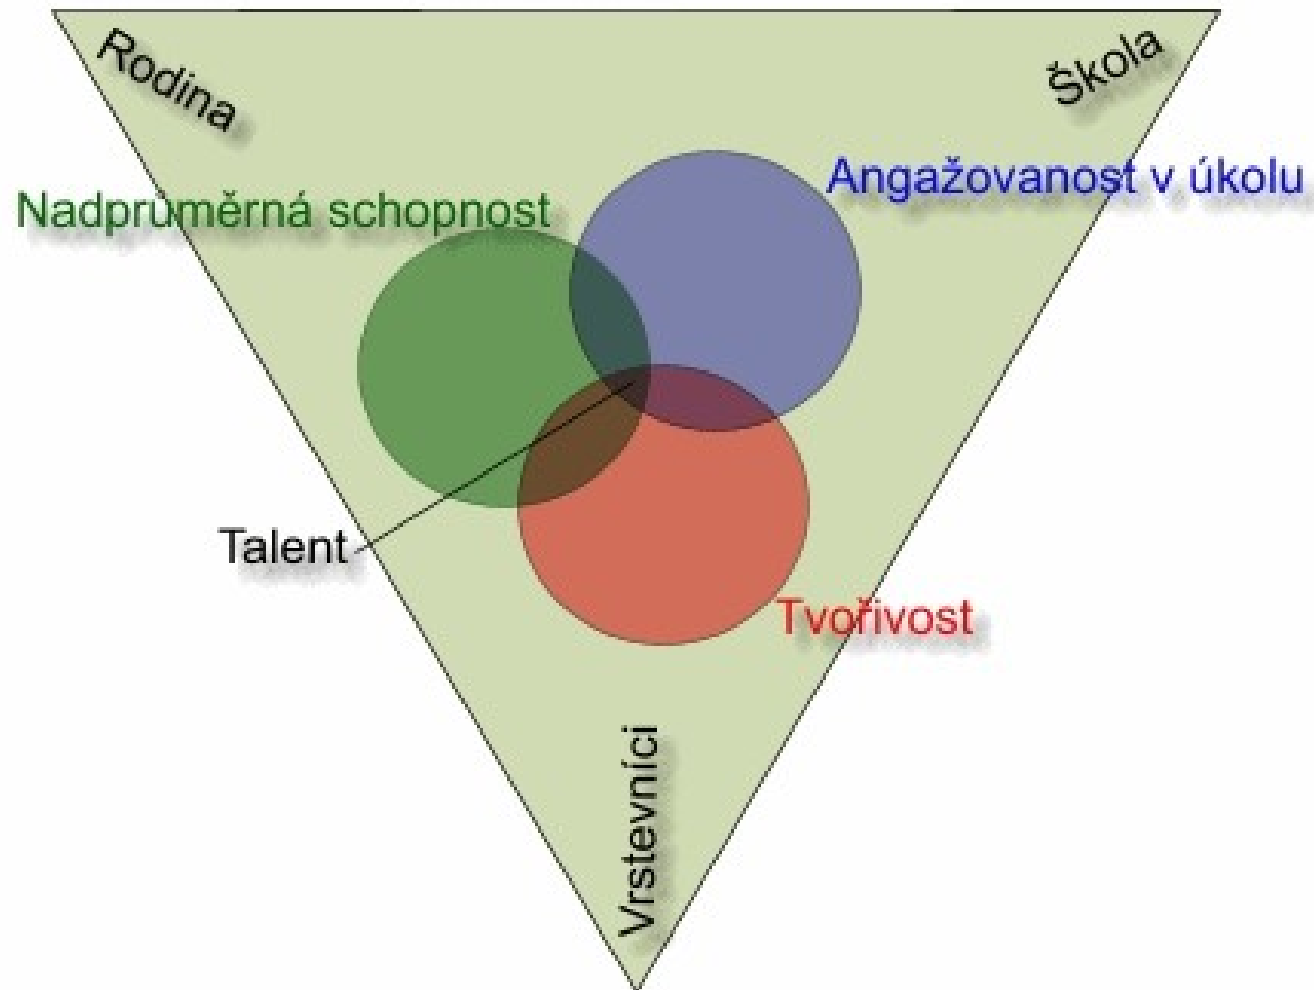 Rodina
Škola
Angažovanost v úkolu
Nadprůměrná schopnost
Talent
Tvořivost
Vrstevníci